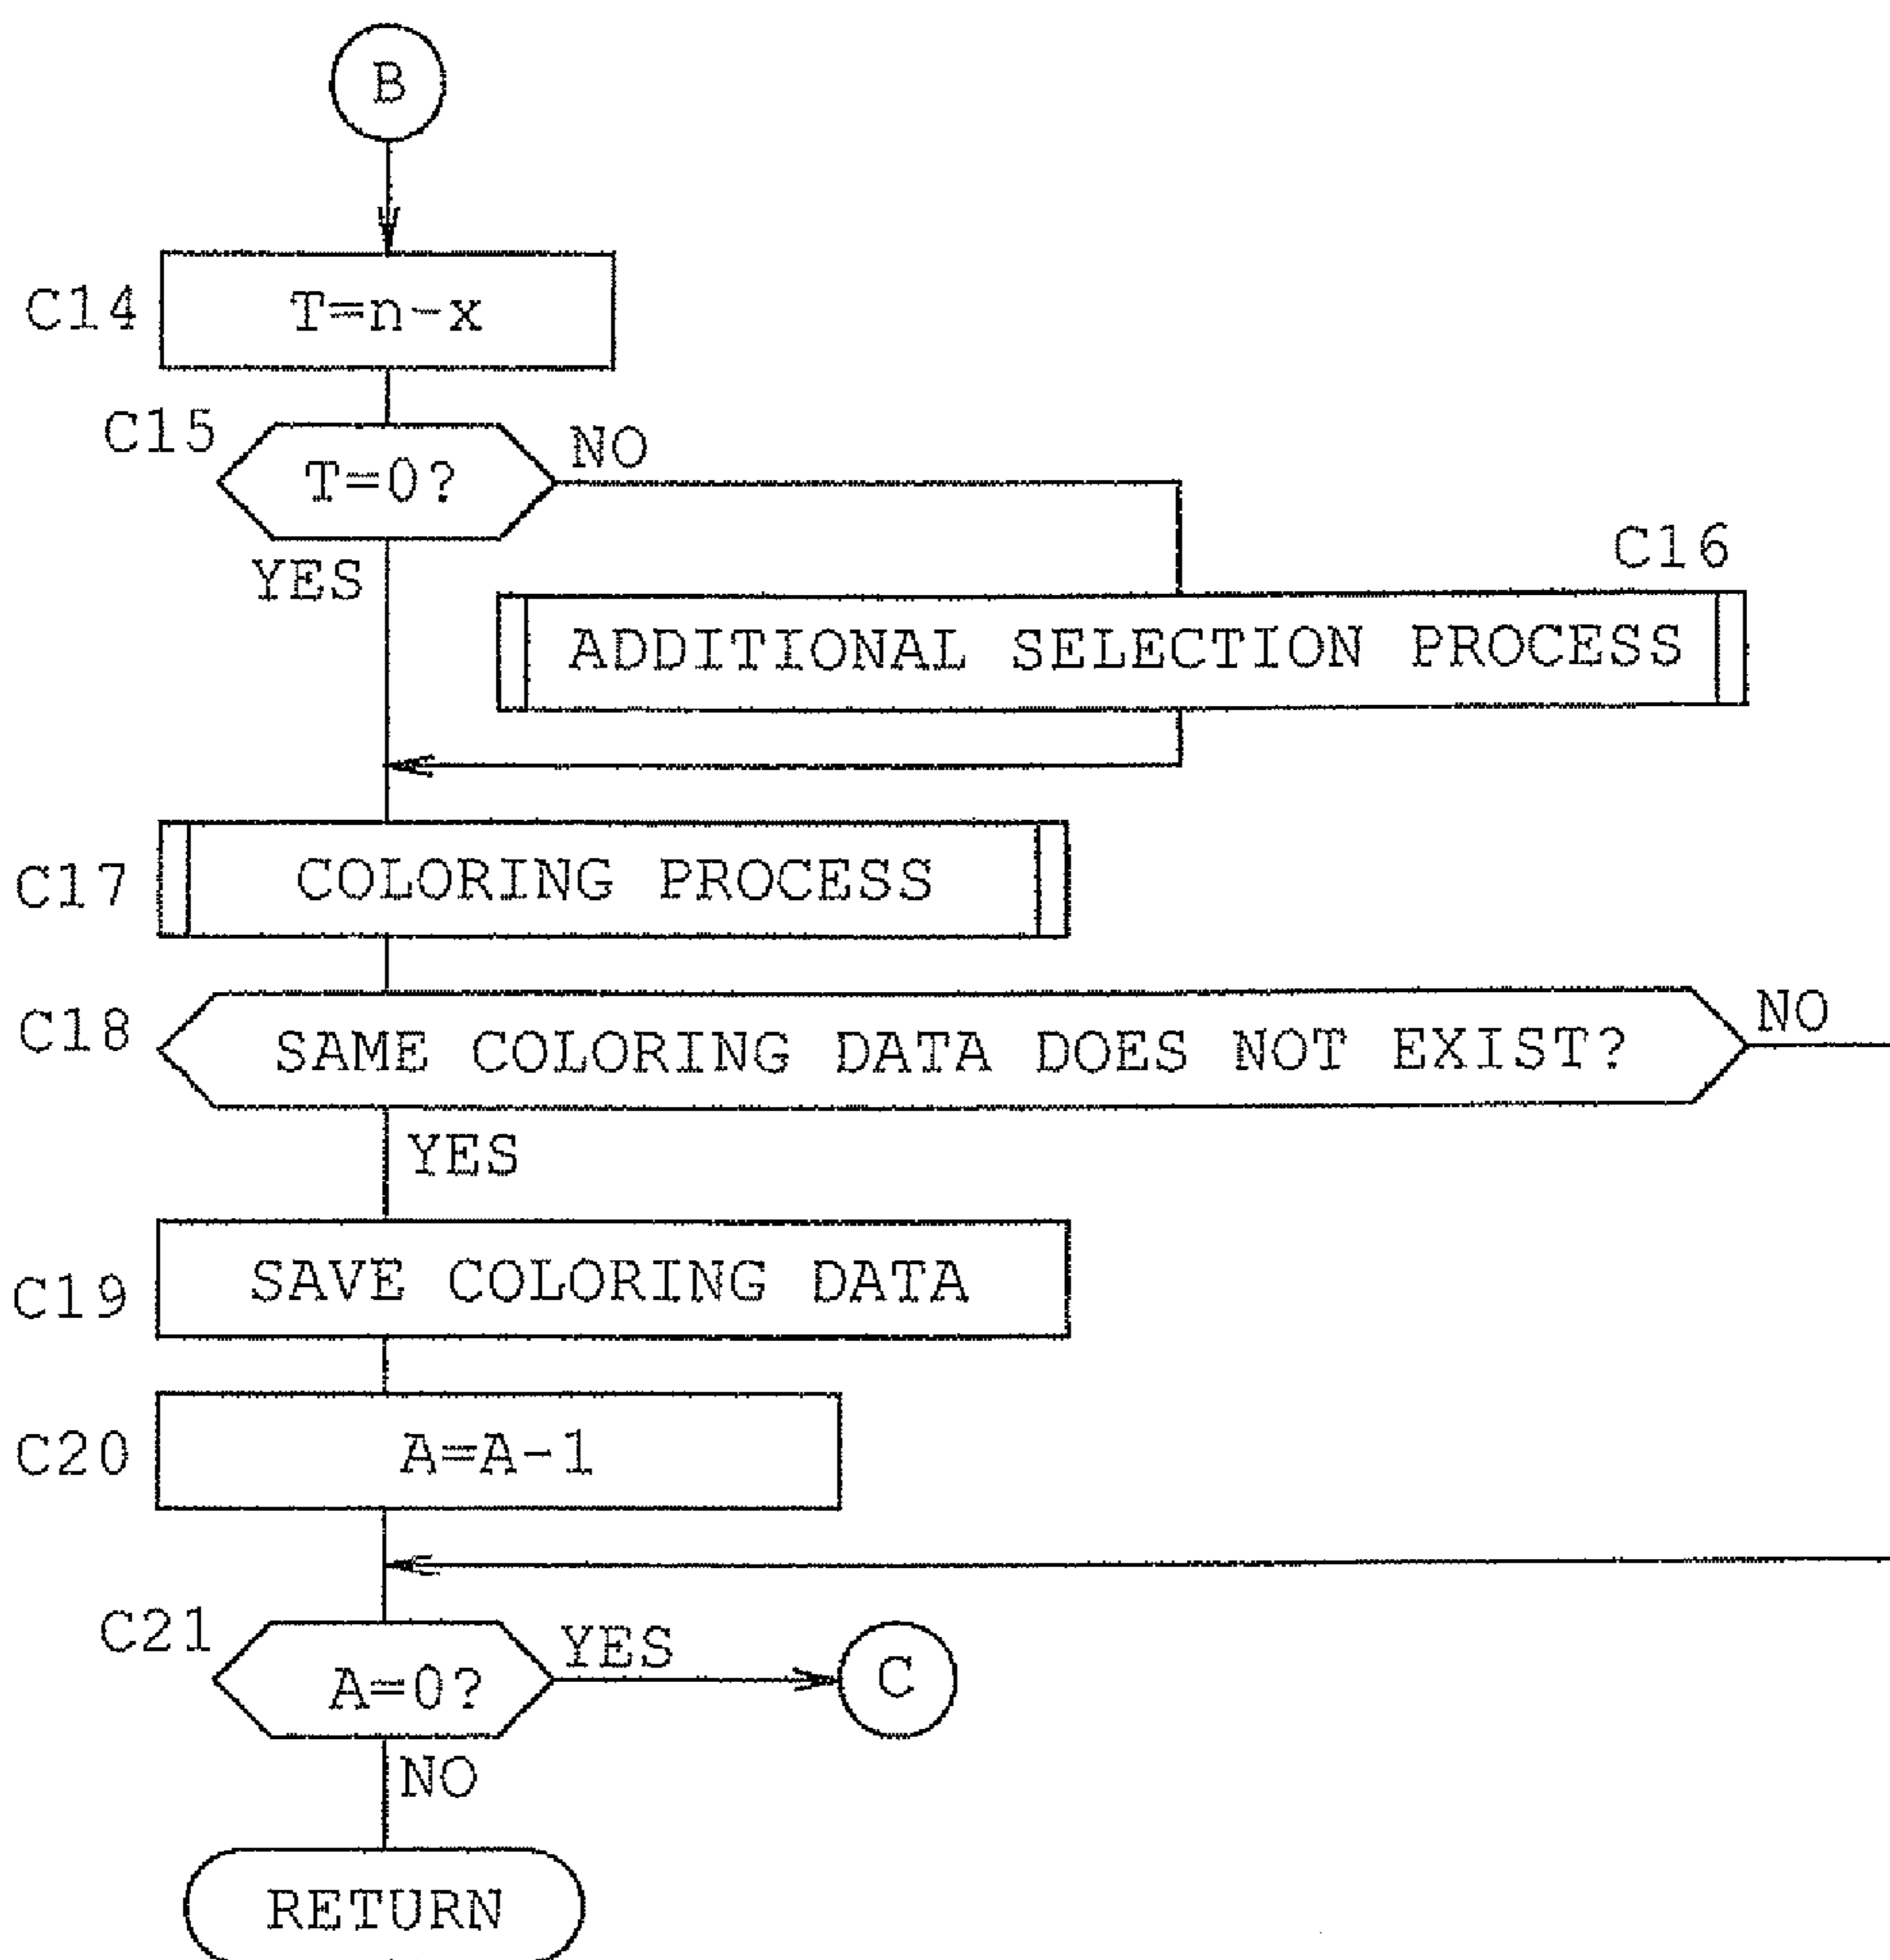 B
C14
T=n-x
C15
T=0?
NO
YES
C16
ADDITIONAL SELECTION PROCESS
C17
COLORING PROCESS
C18
SAME COLORING DATA DOES NOT EXIST?
NO
YES
C19
SAVE COLORING DATA
C20
A=A-1
C21
A=0?
YES
C
NO
RETURN